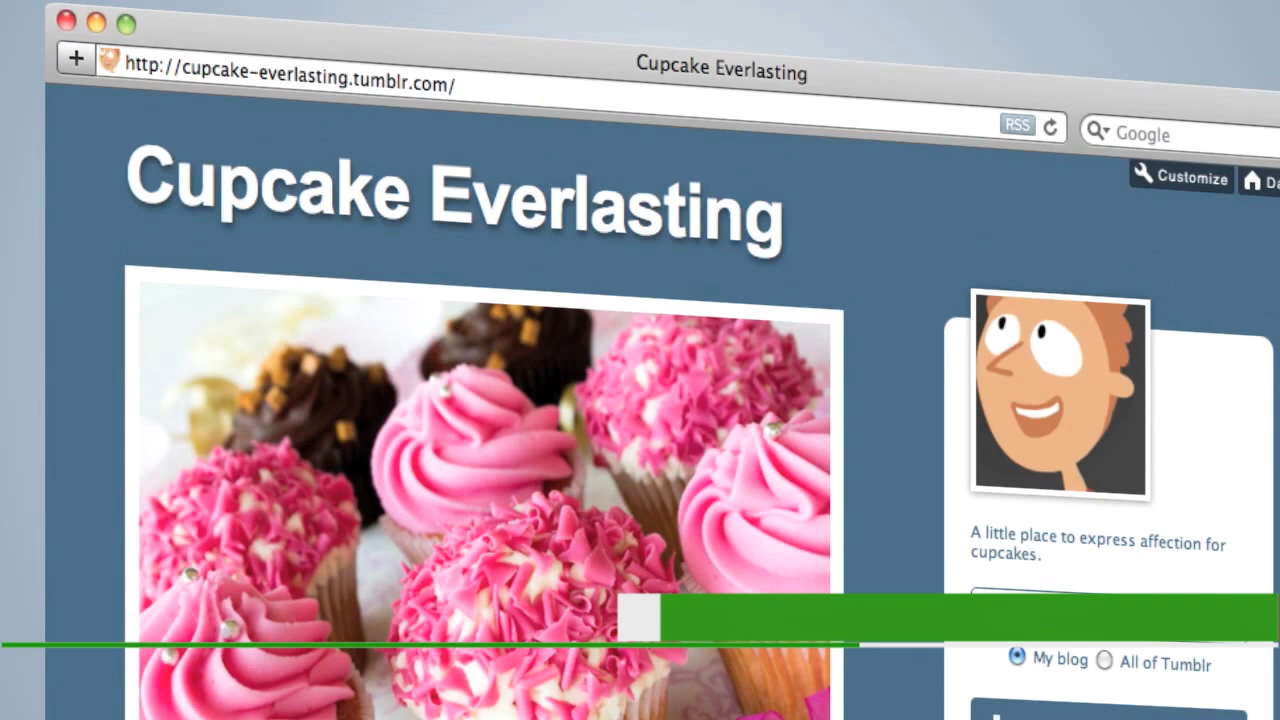 Cupcake Everlasting
http://cupcake-everlasting.tumblr.com/
RSS
Google
Customize
Cupcake Everlasting
A little place to express affection for
cupcakes.
My blog
All of Tumblr